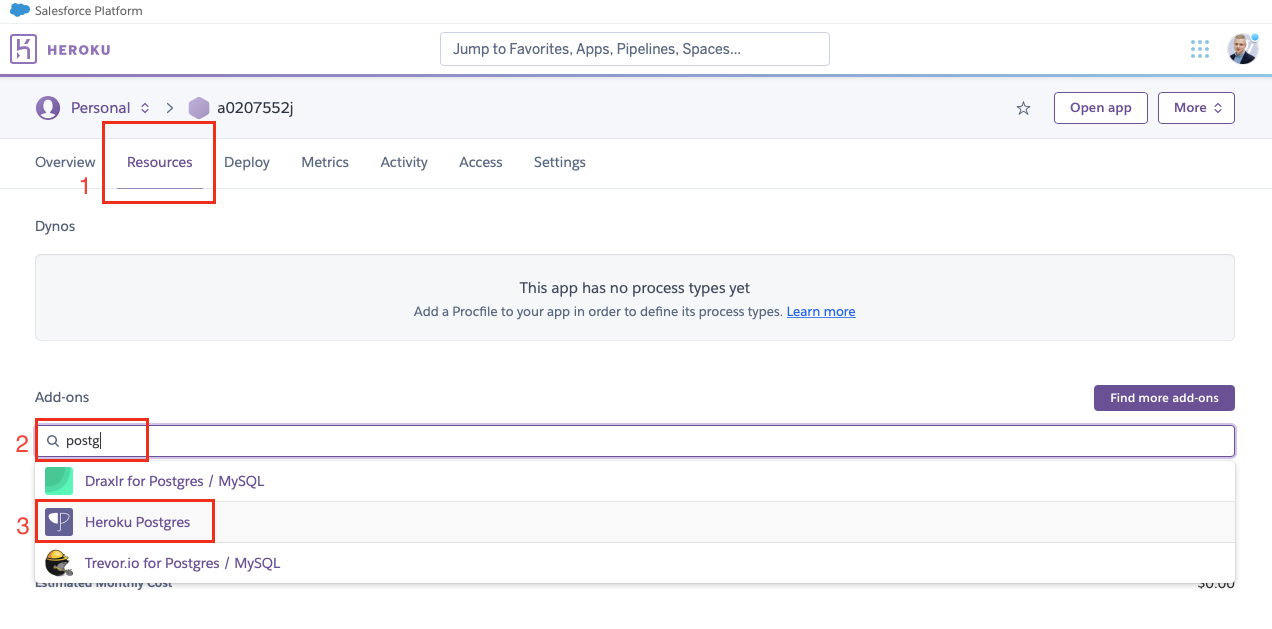 Salesforce Platform
HEROKU
Jump to Favorites, Apps, Pipelines, Spaces...
Personal
a0207552j
Open app
More
Overview
Resources
Deploy
Metrics
Activity
Access
Settings
1
Dynos
This app has no process types yet
Add a Procfile to your app in order to define its process types. Learn more
Add-ons
Find more add-ons
2
postg
Draxlr for Postgres / MySQL
3
Heroku Postgres
Trevor.io for Postgres / MySQL
Estimated Monthly Cost
$0.00